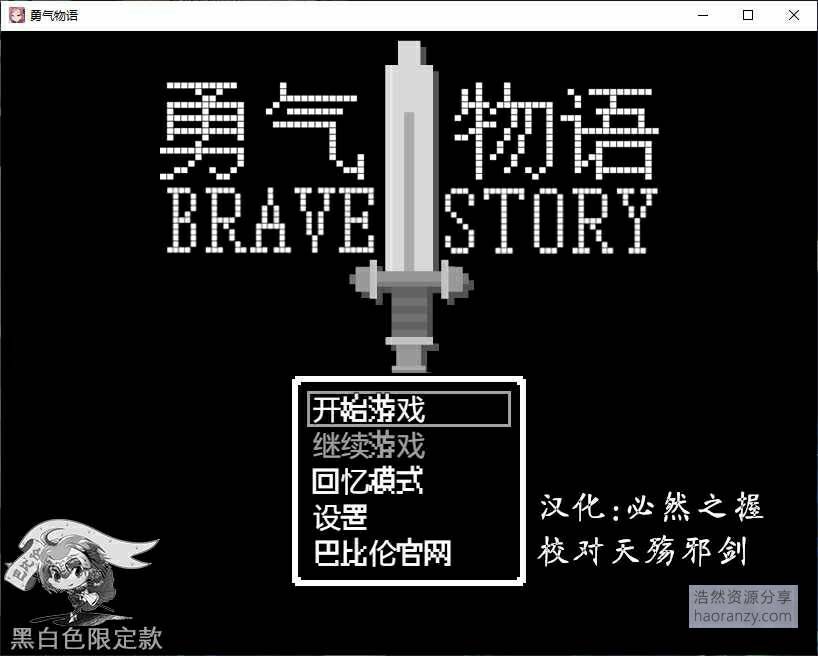 勇气物语
勇气物语
BRAVE STORY
开始游戏
继续游戏
回忆模式
设置
巴比伦官网
汉化:必然之握
校对天殇邪剑
黑白色限定款
浩然资源分享
haoranzy.com